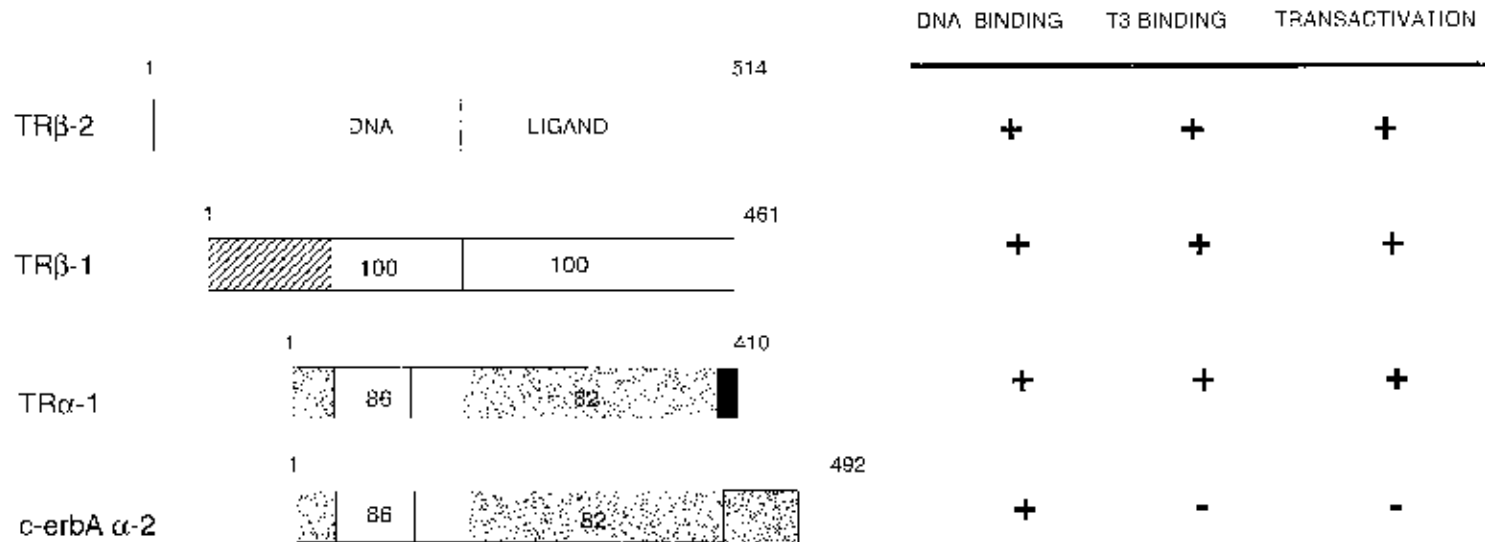 DNA BINDING T3 BINDING TRANSACTIVATION
1 514
TRβ-2 DNA LIGAND + + +
1 461
TRβ-1 100 100 + + +
1 410
TRα-1 86 82 + + +
1 492
c-erbA α-2 86 82 + - -